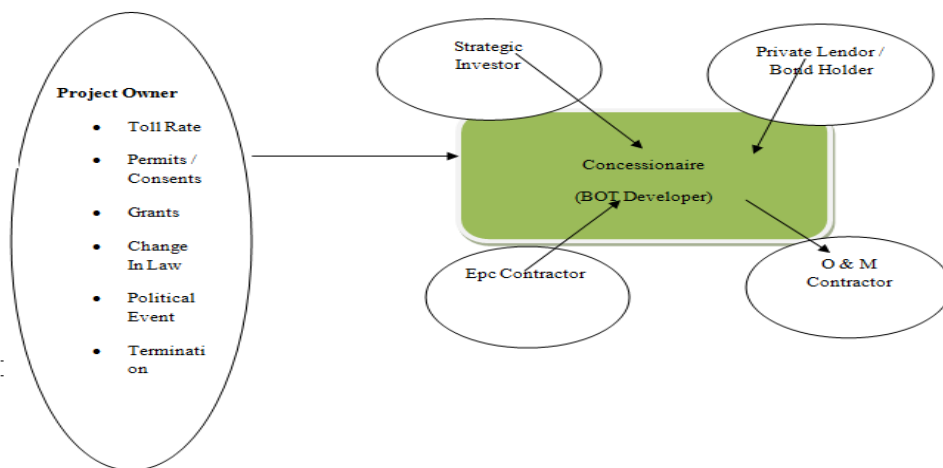 Project Owner
● Toll Rate
● Permits /
Consents
● Grants
● Change
In Law
● Political
Event
● Terminati
on
Strategic
Investor
Private Lendor /
Bond Holder
Concessionaire
(BOT Developer)
Epc Contractor
O & M
Contractor